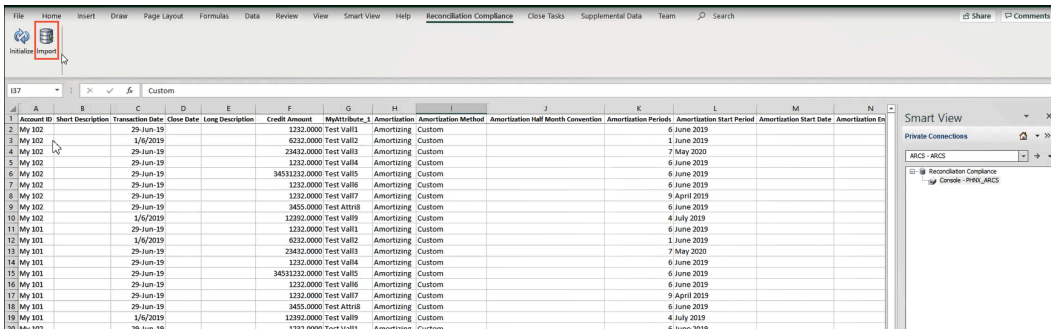 File Home Insert Draw Page Layout Formulas Data Review View Smart View Help Reconciliation Compliance Close Tasks Supplemental Data Team Search Share Comments
Initialize Import
I37 fx Custom
A B C D E F G H I J K L M N
1 Account ID Short Description Transaction Date Close Date Long Description Credit Amount MyAttribute_1 Amortization Amortization Method Amortization Half Month Convention Amortization Periods Amortization Start Period Amortization Start Date Amortization En
2 My 102 29-Jun-19 1232.0000 Test Vall1 Amortizing Custom 6 June 2019
3 My 102 1/6/2019 6232.0000 Test Vall2 Amortizing Custom 1 June 2019
4 My 102 29-Jun-19 23432.0000 Test Vall3 Amortizing Custom 7 May 2020
5 My 102 29-Jun-19 1232.0000 Test Vall4 Amortizing Custom 6 June 2019
6 My 102 29-Jun-19 34531232.0000 Test Vall5 Amortizing Custom 6 June 2019
7 My 102 29-Jun-19 1232.0000 Test Vall6 Amortizing Custom 6 June 2019
8 My 102 29-Jun-19 1232.0000 Test Vall7 Amortizing Custom 9 April 2019
9 My 102 29-Jun-19 3455.0000 Test Attri8 Amortizing Custom 6 June 2019
10 My 102 1/6/2019 12392.0000 Test Vall9 Amortizing Custom 4 July 2019
11 My 101 29-Jun-19 1232.0000 Test Vall1 Amortizing Custom 6 June 2019
12 My 101 1/6/2019 6232.0000 Test Vall2 Amortizing Custom 1 June 2019
13 My 101 29-Jun-19 23432.0000 Test Vall3 Amortizing Custom 7 May 2020
14 My 101 29-Jun-19 1232.0000 Test Vall4 Amortizing Custom 6 June 2019
15 My 101 29-Jun-19 34531232.0000 Test Vall5 Amortizing Custom 6 June 2019
16 My 101 29-Jun-19 1232.0000 Test Vall6 Amortizing Custom 6 June 2019
17 My 101 29-Jun-19 1232.0000 Test Vall7 Amortizing Custom 9 April 2019
18 My 101 29-Jun-19 3455.0000 Test Attri8 Amortizing Custom 6 June 2019
19 My 101 1/6/2019 12392.0000 Test Vall9 Amortizing Custom 4 July 2019
20 My 102 29-Jun-19 1232.0000 Test Vall1 Amortizing Custom 6 June 2019
Smart View
Private Connections
ARCS - ARCS
Reconciliation Compliance
Console - PHNX_ARCS